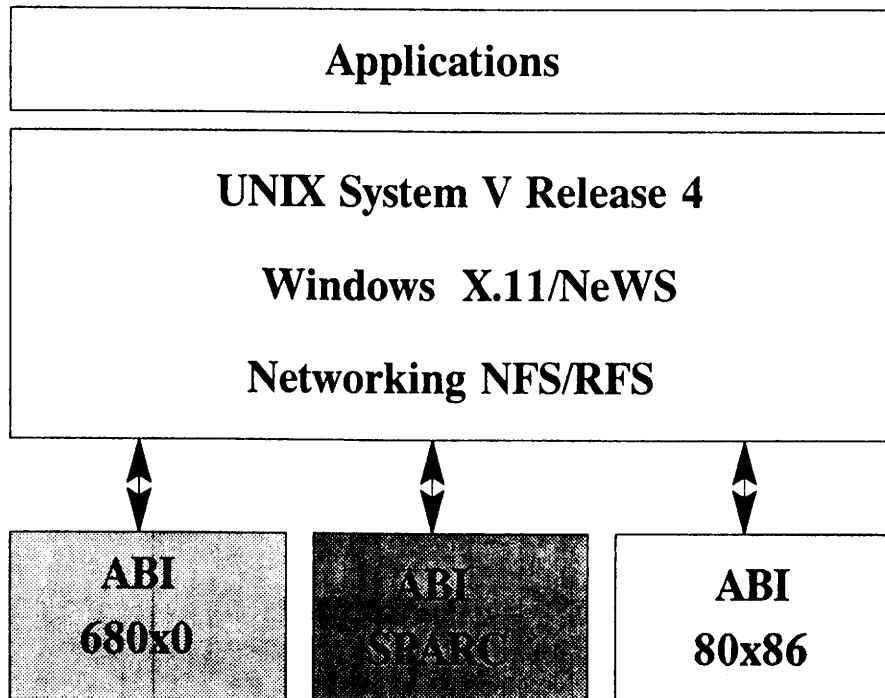 Applications
UNIX System V Release 4
Windows X.11/NeWS
Networking NFS/RFS
ABI
680x0
ABI
SPARC
ABI
80x86